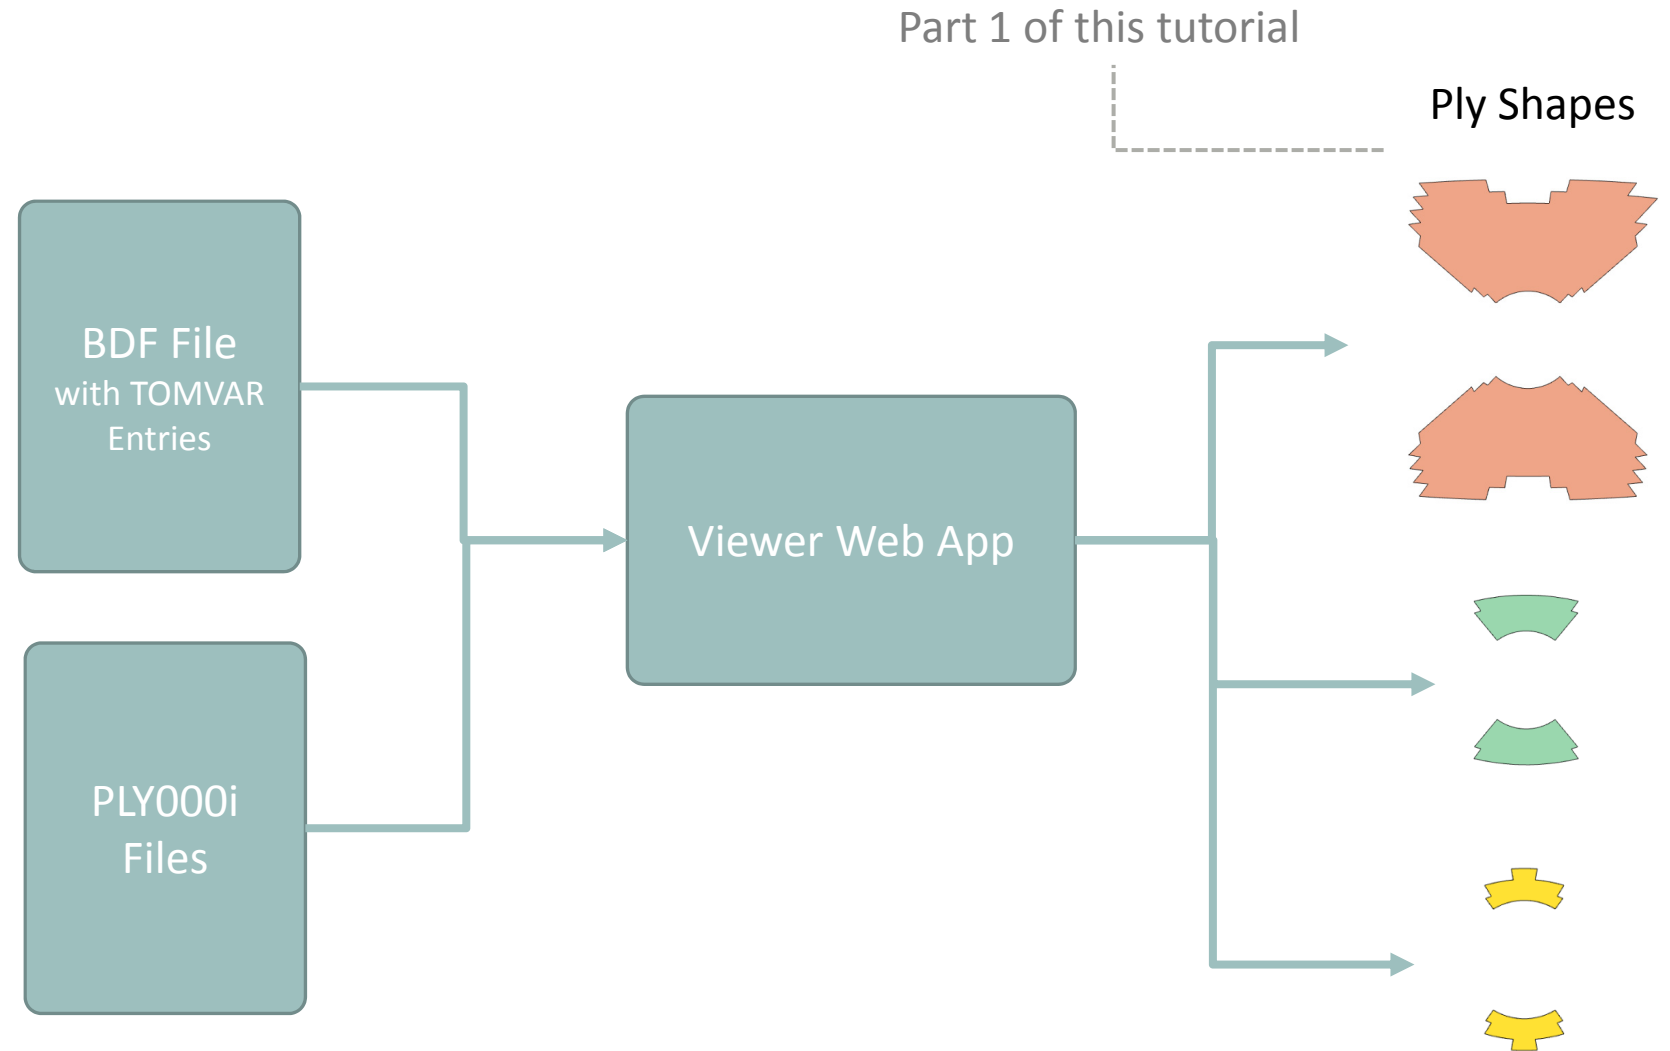 Part 1 of this tutorial
Ply Shapes
BDF File
with TOMVAR
Entries
Viewer Web App
PLY000i
Files